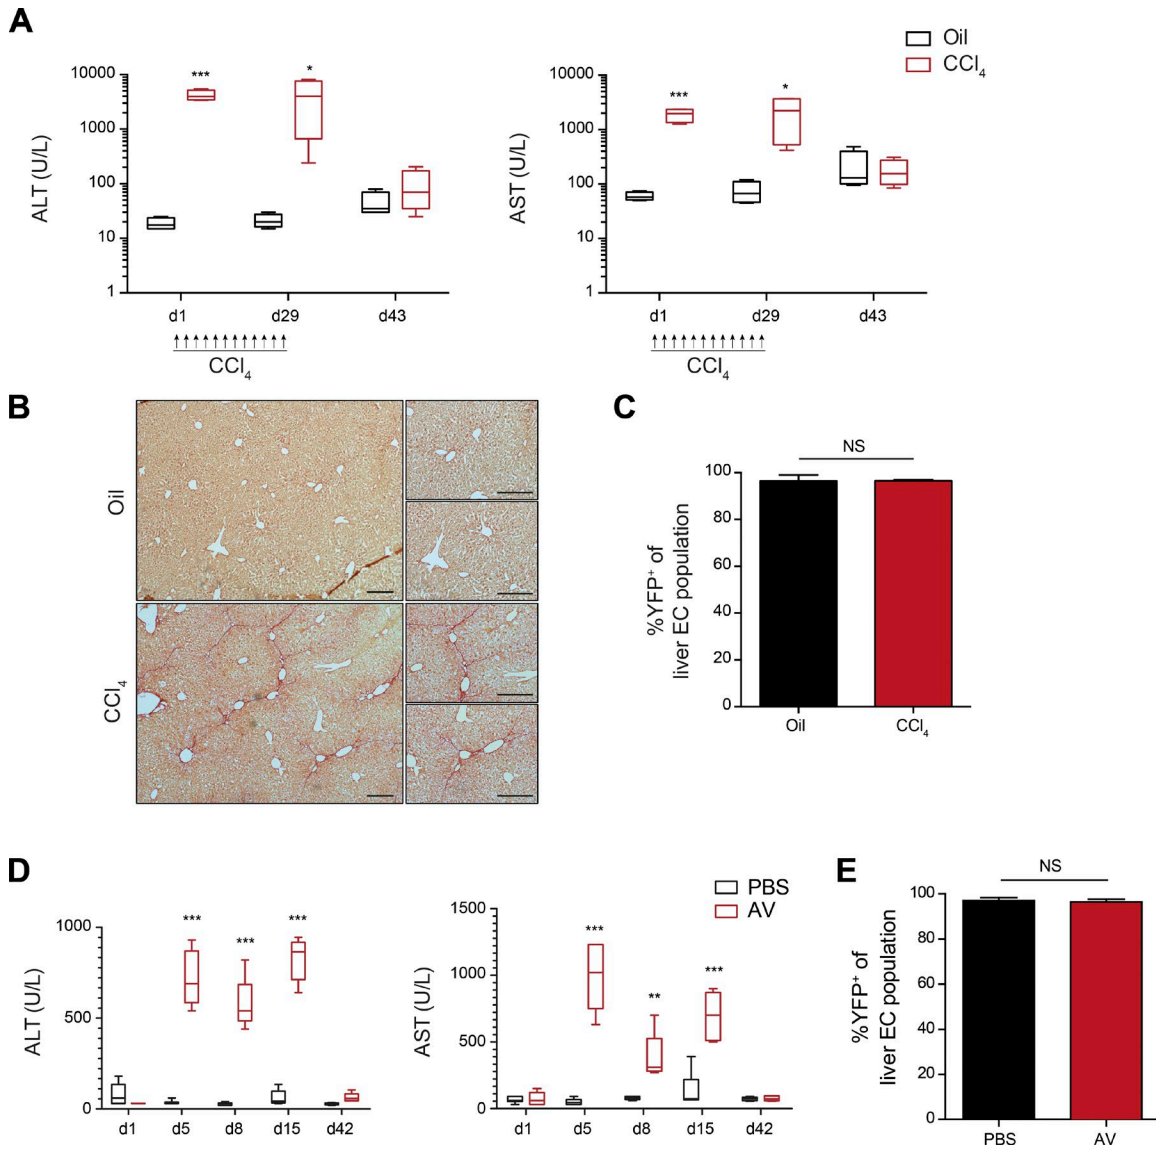 A
Oil
CCl4
ALT (U/L)
10000
1000
100
10
1
***
*
d1
d29
d43
CCl4
AST (U/L)
10000
1000
100
10
1
***
*
d1
d29
d43
CCl4
B
Oil
CCl4
C
NS
%YFP+ of
liver EC population
100
80
60
40
20
0
Oil
CCl4
D
PBS
AV
ALT (U/L)
1000
500
0
***
***
***
d1
d5
d8
d15
d42
AST (U/L)
1500
1000
500
0
***
**
***
d1
d5
d8
d15
d42
E
NS
%YFP+ of
liver EC population
100
80
60
40
20
0
PBS
AV